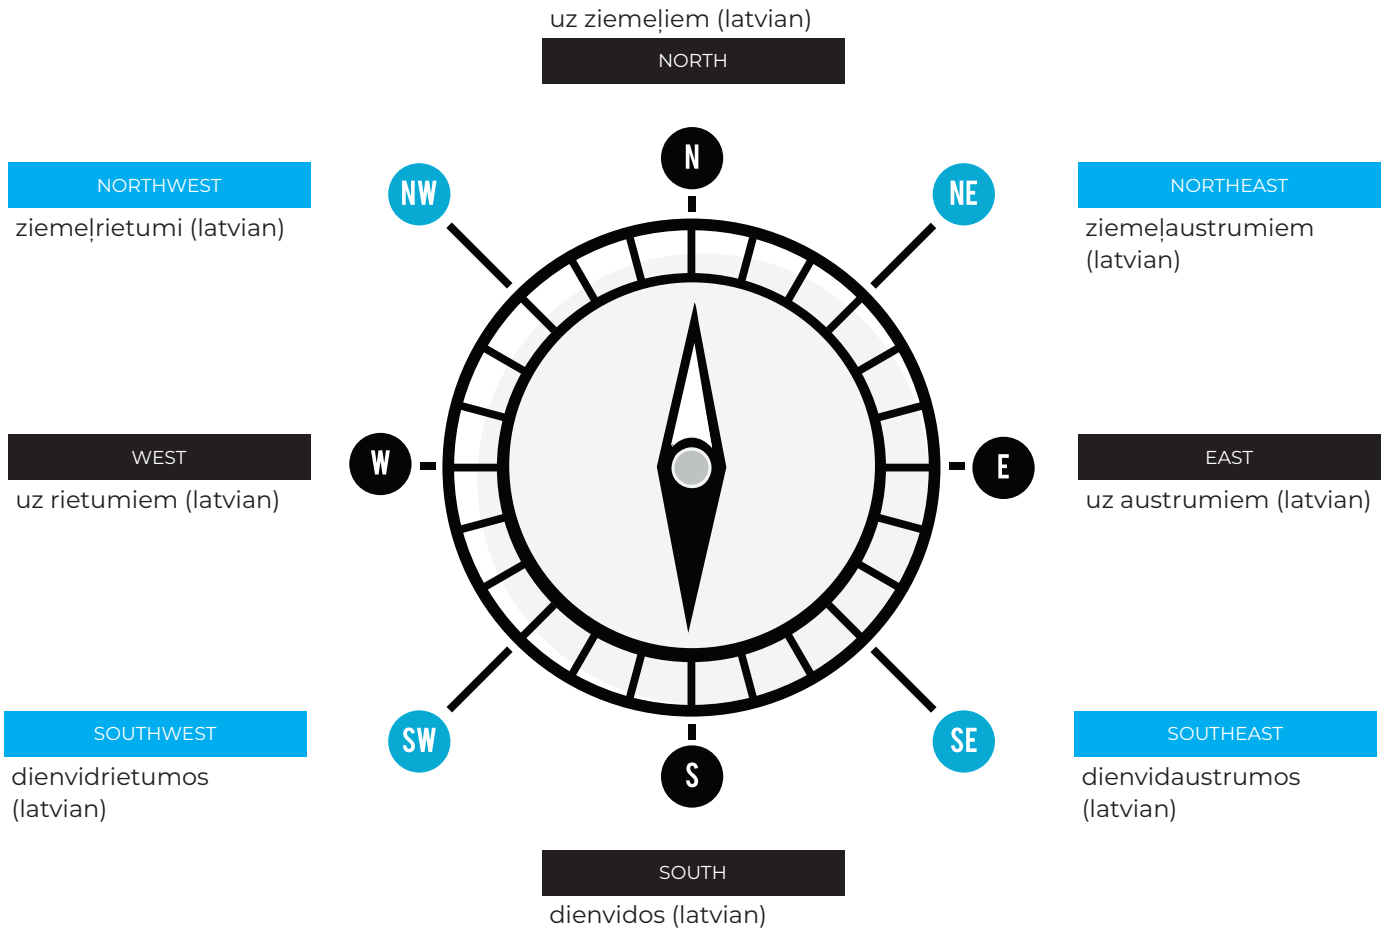 uz ziemeļiem (latvian)
NORTH
N
NORTHWEST
ziemeļrietumi (latvian)
NW
NE
NORTHEAST
ziemeļaustrumiem
(latvian)
WEST
uz rietumiem (latvian)
W
E
EAST
uz austrumiem (latvian)
SOUTHWEST
dienvidrietumos
(latvian)
SW
SE
SOUTHEAST
dienvidaustrumos
(latvian)
S
SOUTH
dienvidos (latvian)